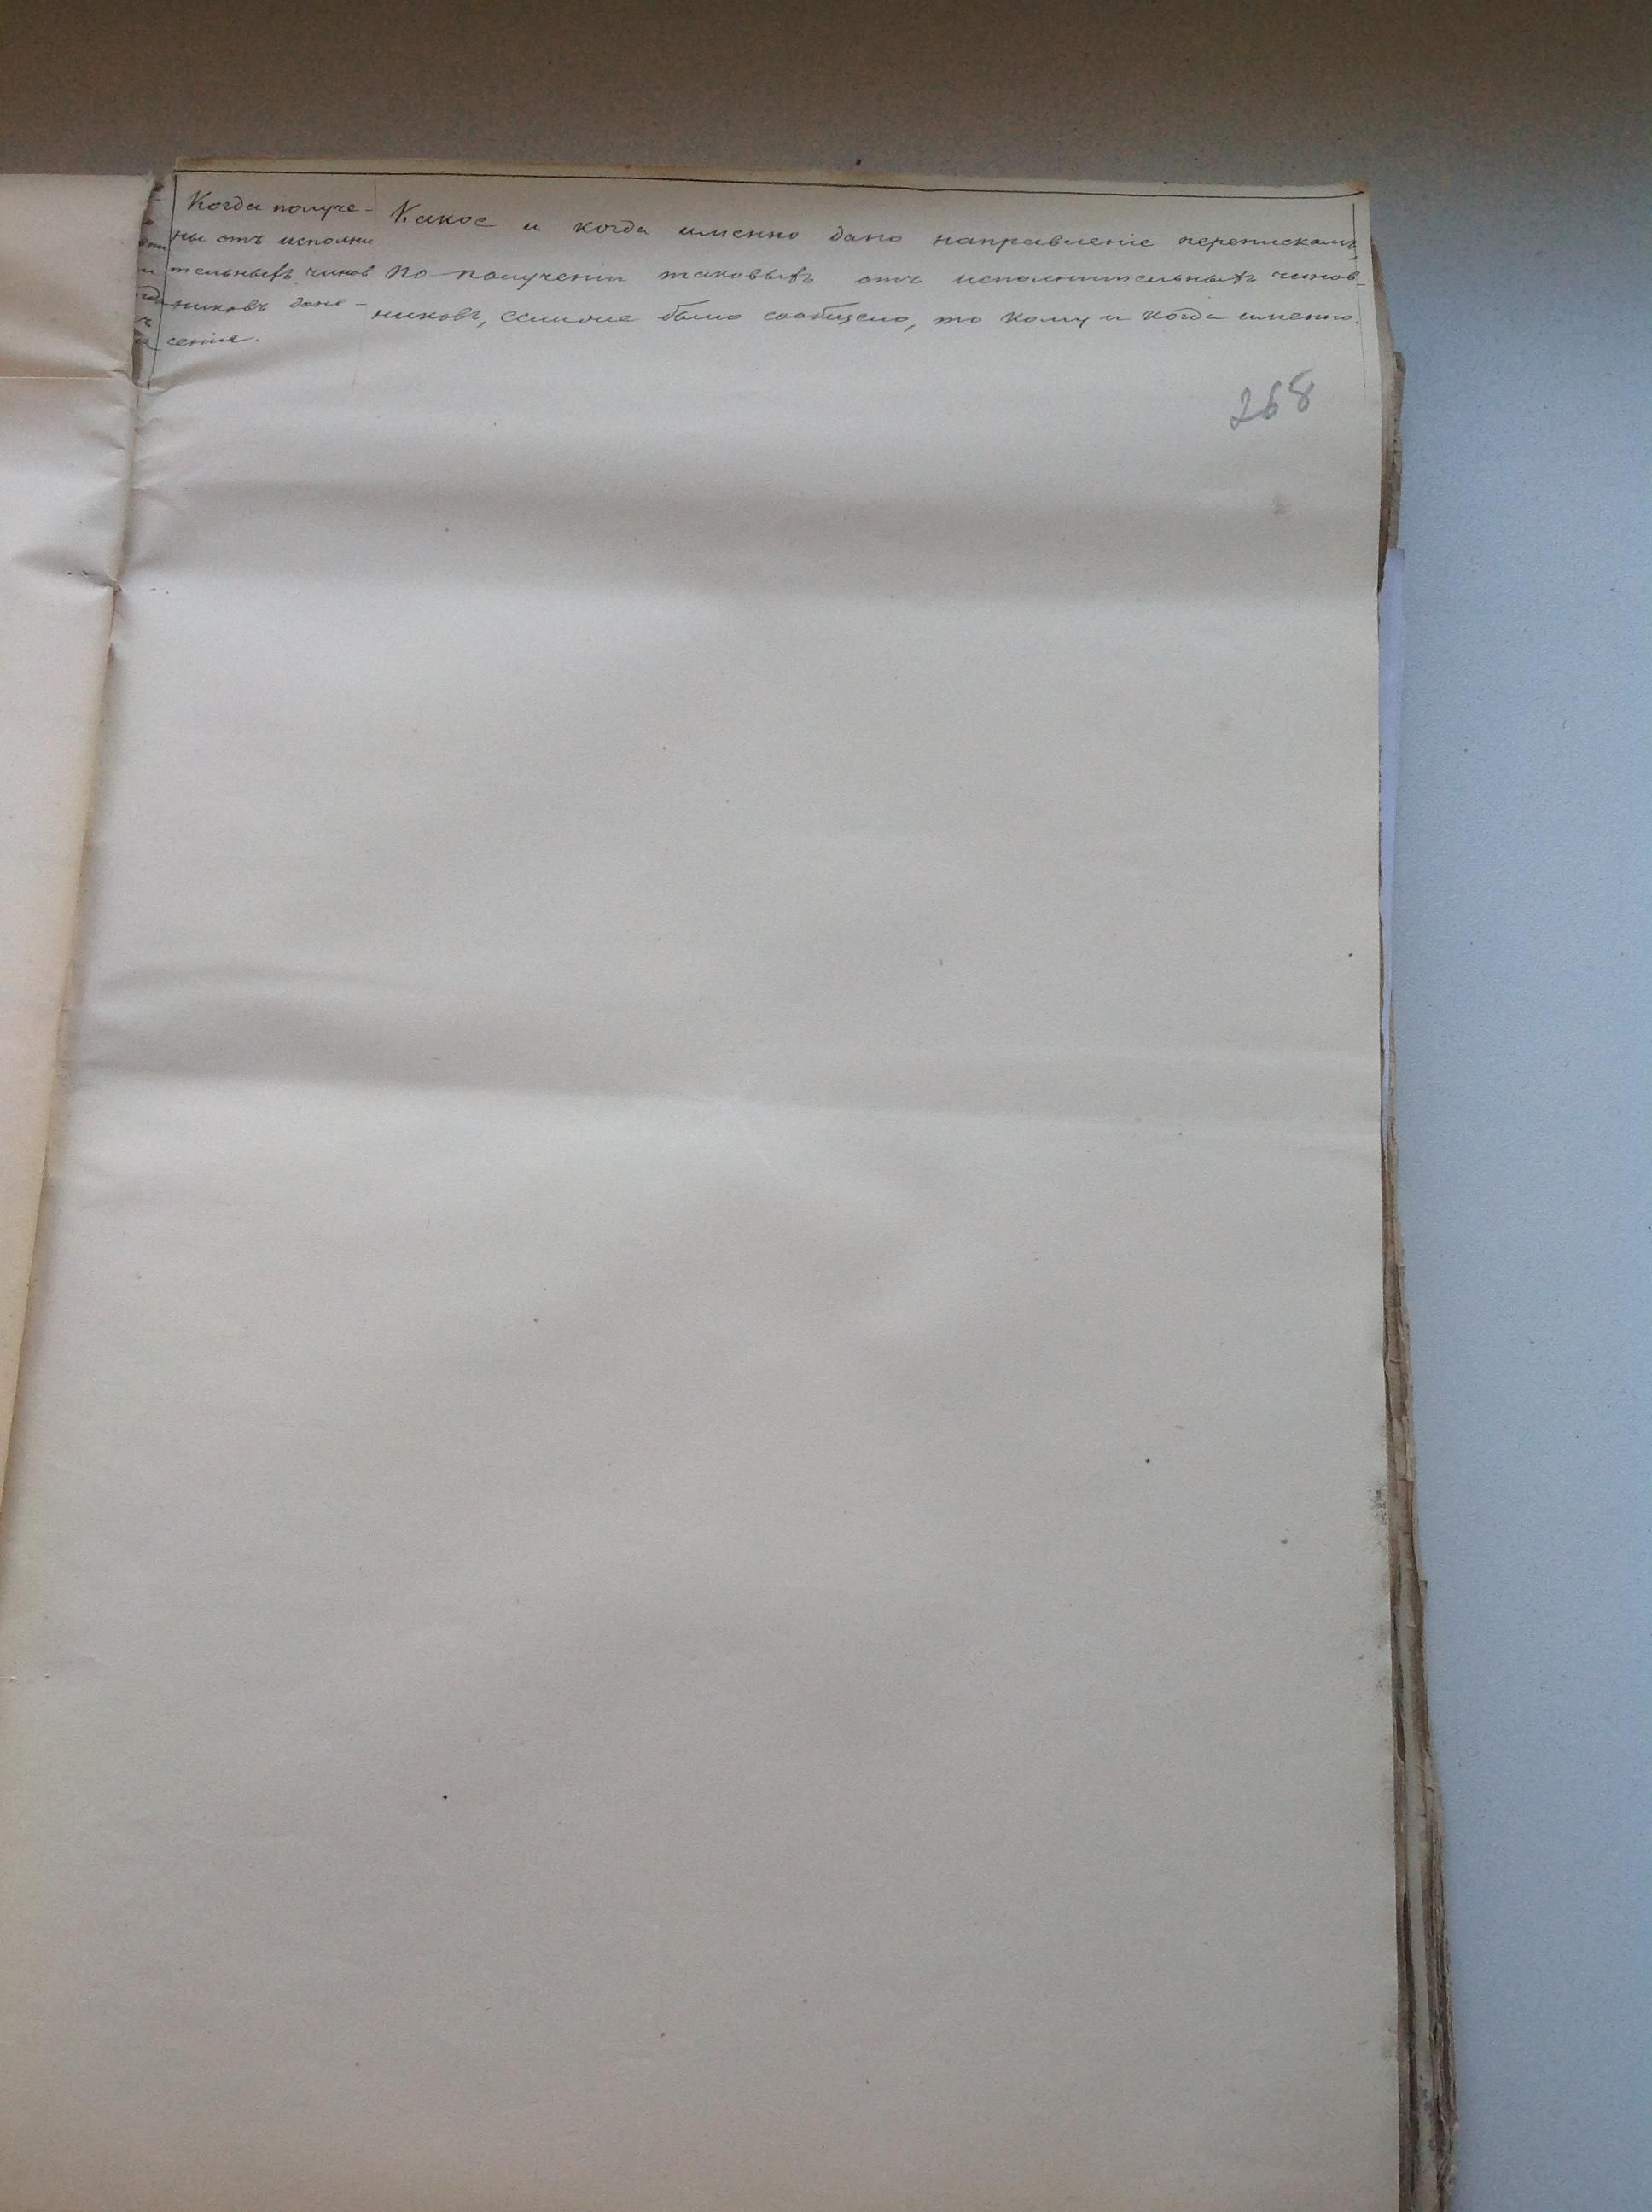 Когда получе-
ны отъ исполни
тельныхъ чинов
никовъ доне-
сенія.
Какое и когда именно дано направленіе перепискамъ,
по полученіи таковыхъ отъ исполнительныхъ чинов-
никовъ, если же было сообщено, то кому и когда именно.
268